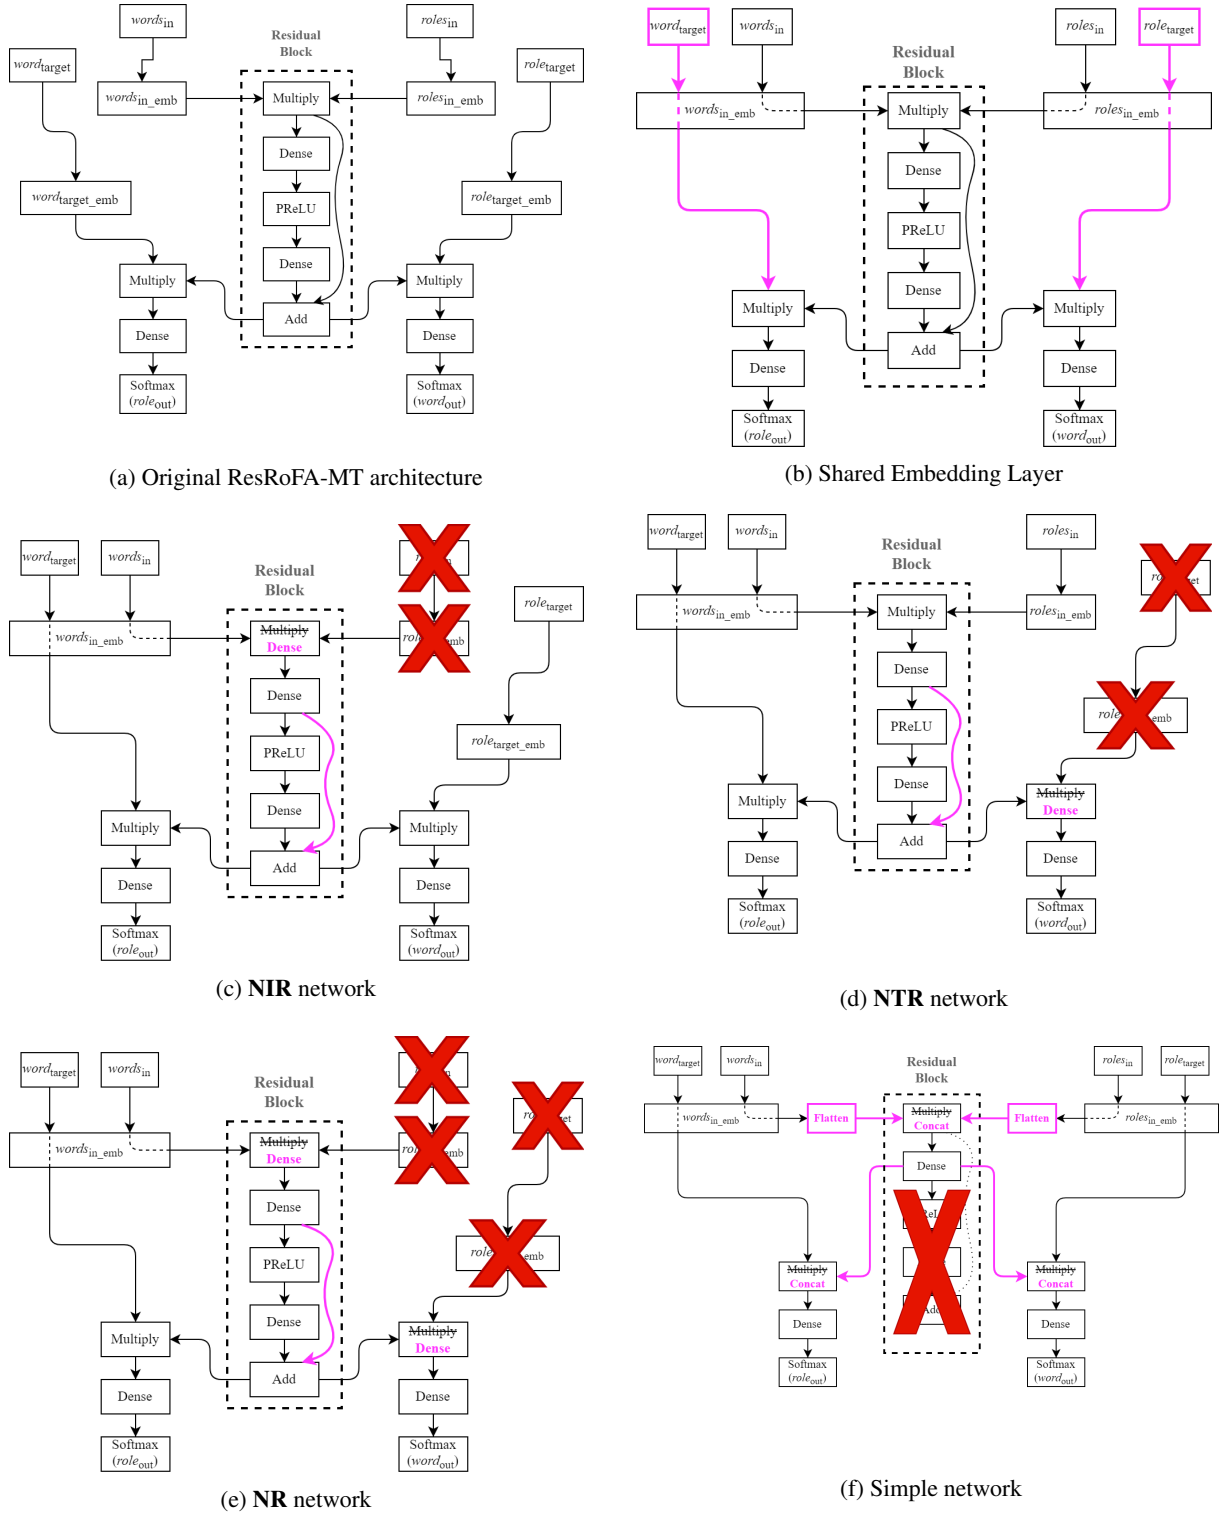 words_in
roles_in
Residual
Block
word_target
role_target
words_in_emb
Multiply
roles_in_emb
Dense
word_target_emb
PReLU
role_target_emb
Dense
Multiply
Multiply
Add
Dense
Dense
Softmax
(role_out)
Softmax
(word_out)
(a) Original ResRoFA-MT architecture
word_target
words_in
roles_in
role_target
Residual
Block
words_in_emb
Multiply
roles_in_emb
Dense
PReLU
Dense
Multiply
Multiply
Add
Dense
Dense
Softmax
(role_out)
Softmax
(word_out)
(b) Shared Embedding Layer
word_target
words_in
Residual
Block
role_target
words_in_emb
Multiply
Dense
Dense
PReLU
role_target_emb
Dense
Multiply
Multiply
Add
Dense
Dense
Softmax
(role_out)
Softmax
(word_out)
(c) NIR network
word_target
words_in
roles_in
Residual
Block
words_in_emb
Multiply
roles_in_emb
Dense
PReLU
Dense
Multiply
Multiply
Dense
Add
Dense
Dense
Softmax
(role_out)
Softmax
(word_out)
(d) NTR network
word_target
words_in
Residual
Block
words_in_emb
Multiply
Dense
Dense
PReLU
Dense
Multiply
Multiply
Dense
Add
Dense
Dense
Softmax
(role_out)
Softmax
(word_out)
(e) NR network
word_target
words_in
roles_in
role_target
Residual
Block
words_in_emb
Flatten
Multiply
Concat
Flatten
roles_in_emb
Dense
Multiply
Concat
Multiply
Concat
Dense
Dense
Softmax
(role_out)
Softmax
(word_out)
(f) Simple network